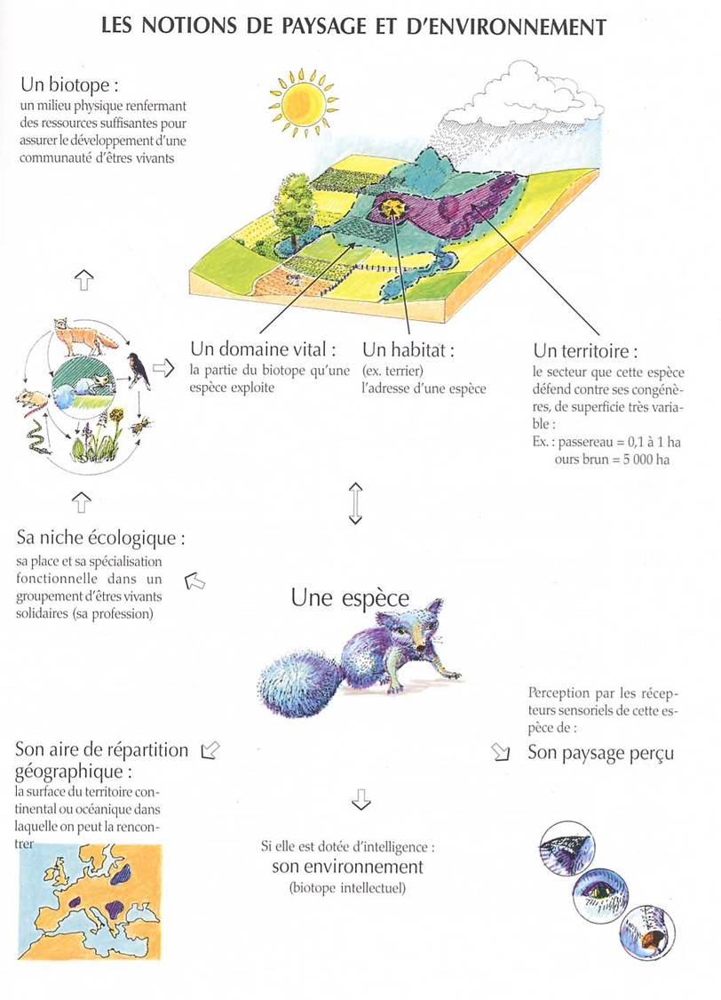 LES NOTIONS DE PAYSAGE ET D'ENVIRONNEMENT
Un biotope :
un milieu physique renfermant
des ressources suffisantes pour
assurer le développement d'une
communauté d'êtres vivants
Un domaine vital :
la partie du biotope qu'une
espèce exploite
Un habitat :
(ex. terrier)
l'adresse d'une espèce
Un territoire :
le secteur que cette espèce
défend contre ses congénè-
res, de superficie très varia-
ble :
Ex. : passereau = 0,1 à 1 ha
ours brun = 5 000 ha
Sa niche écologique :
sa place et sa spécialisation
fonctionnelle dans un
groupement d'êtres vivants
solidaires (sa profession)
Une espèce
Perception par les récep-
teurs sensoriels de cette es-
pèce de :
Son paysage perçu
Son aire de répartition
géographique :
la surface du territoire con-
tinental ou océanique dans
laquelle on peut la rencon-
trer
Si elle est dotée d'intelligence :
son environnement
(biotope intellectuel)